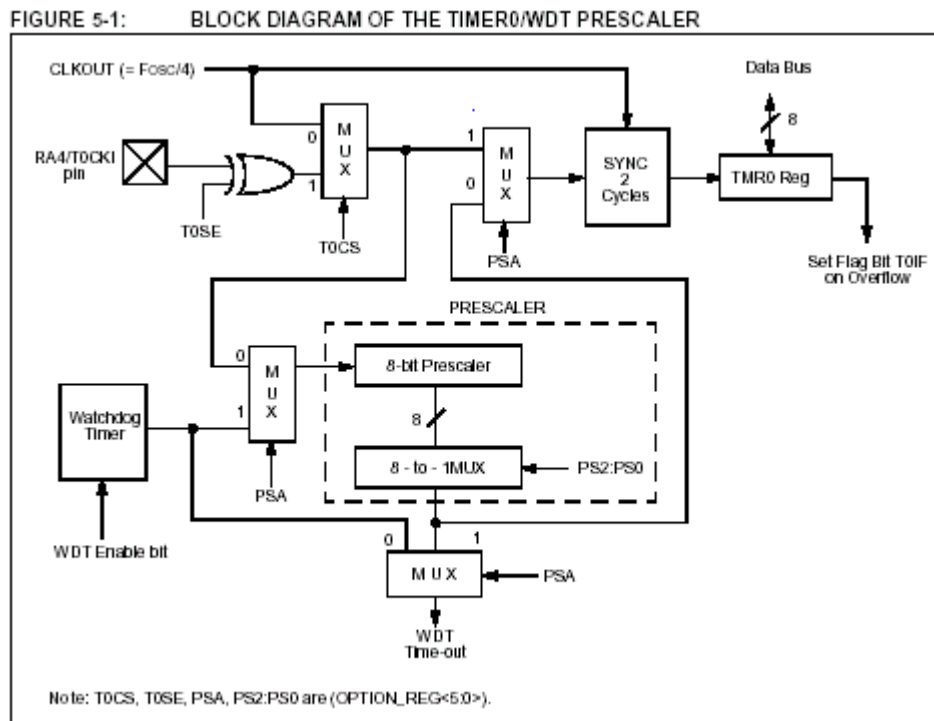 FIGURE 5-1: BLOCK DIAGRAM OF THE TIMER0/WDT PRESCALER
CLKOUT (= FOSC/4)
Data Bus
8
RA4/T0CKI
pin
T0SE
0
1
M
U
X
T0CS
1
0
M
U
X
PSA
SYNC
2
Cycles
TMR0 Reg
Set Flag Bit T0IF
on Overflow
PRESCALER
0
1
M
U
X
PSA
8-bit Prescaler
8
8 - to - 1MUX
PS2:PS0
Watchdog
Timer
WDT Enable bit
0
1
M U X
PSA
WDT
Time-out
Note: T0CS, T0SE, PSA, PS2:PS0 are (OPTION_REG<5:0>).